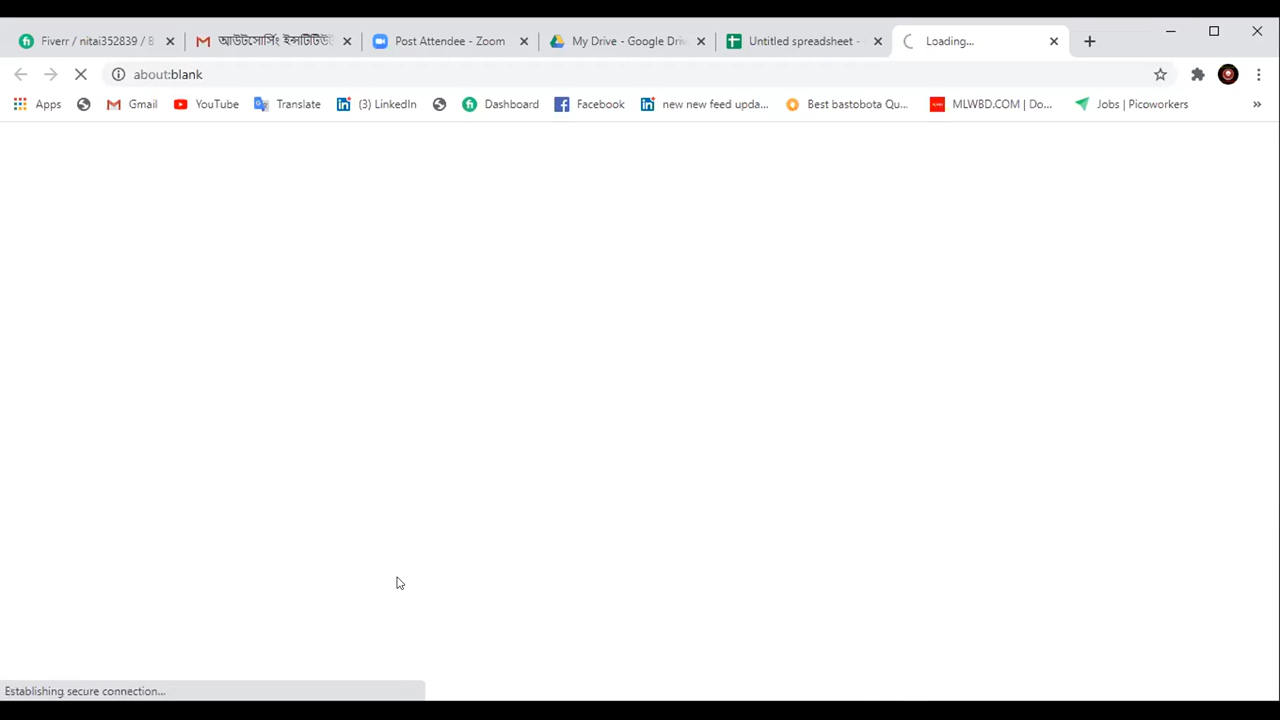 Fiverr / nitai352839 / B
আউটসোর্সিং ইন্সটিটিউট
Post Attendee - Zoom
My Drive - Google Driv
Untitled spreadsheet -
Loading...
about:blank
Apps
Gmail
YouTube
Translate
(3) LinkedIn
Dashboard
Facebook
new new feed upda...
Best bastobota Qu...
MLWBD.COM | Do...
Jobs | Picoworkers
»
Establishing secure connection...